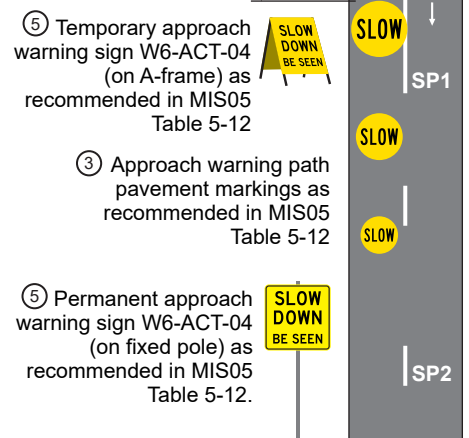 ⑤ Temporary approach
warning sign W6-ACT-04
(on A-frame) as
recommended in MIS05
Table 5-12
SLOW
DOWN
BE SEEN
SLOW
SP1
③ Approach warning path
pavement markings as
recommended in MIS05
Table 5-12
SLOW
SLOW
⑤ Permanent approach
warning sign W6-ACT-04
(on fixed pole) as
recommended in MIS05
Table 5-12.
SLOW
DOWN
BE SEEN
SP2